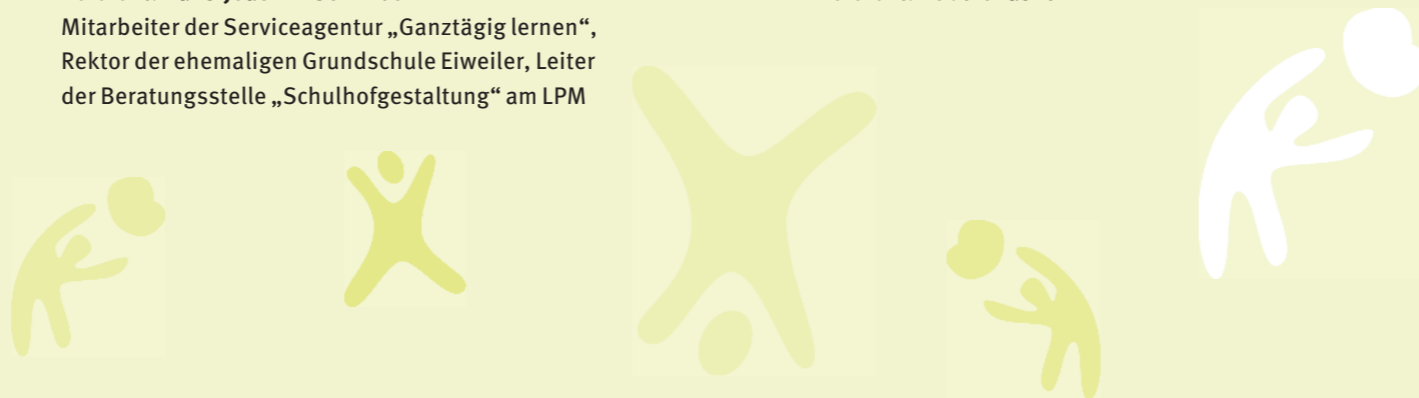 Mitarbeiter der Serviceagentur „Ganztägig lernen“,
Rektor der ehemaligen Grundschule Eiweiler, Leiter
der Beratungsstelle „Schulhofgestaltung“ am LPM